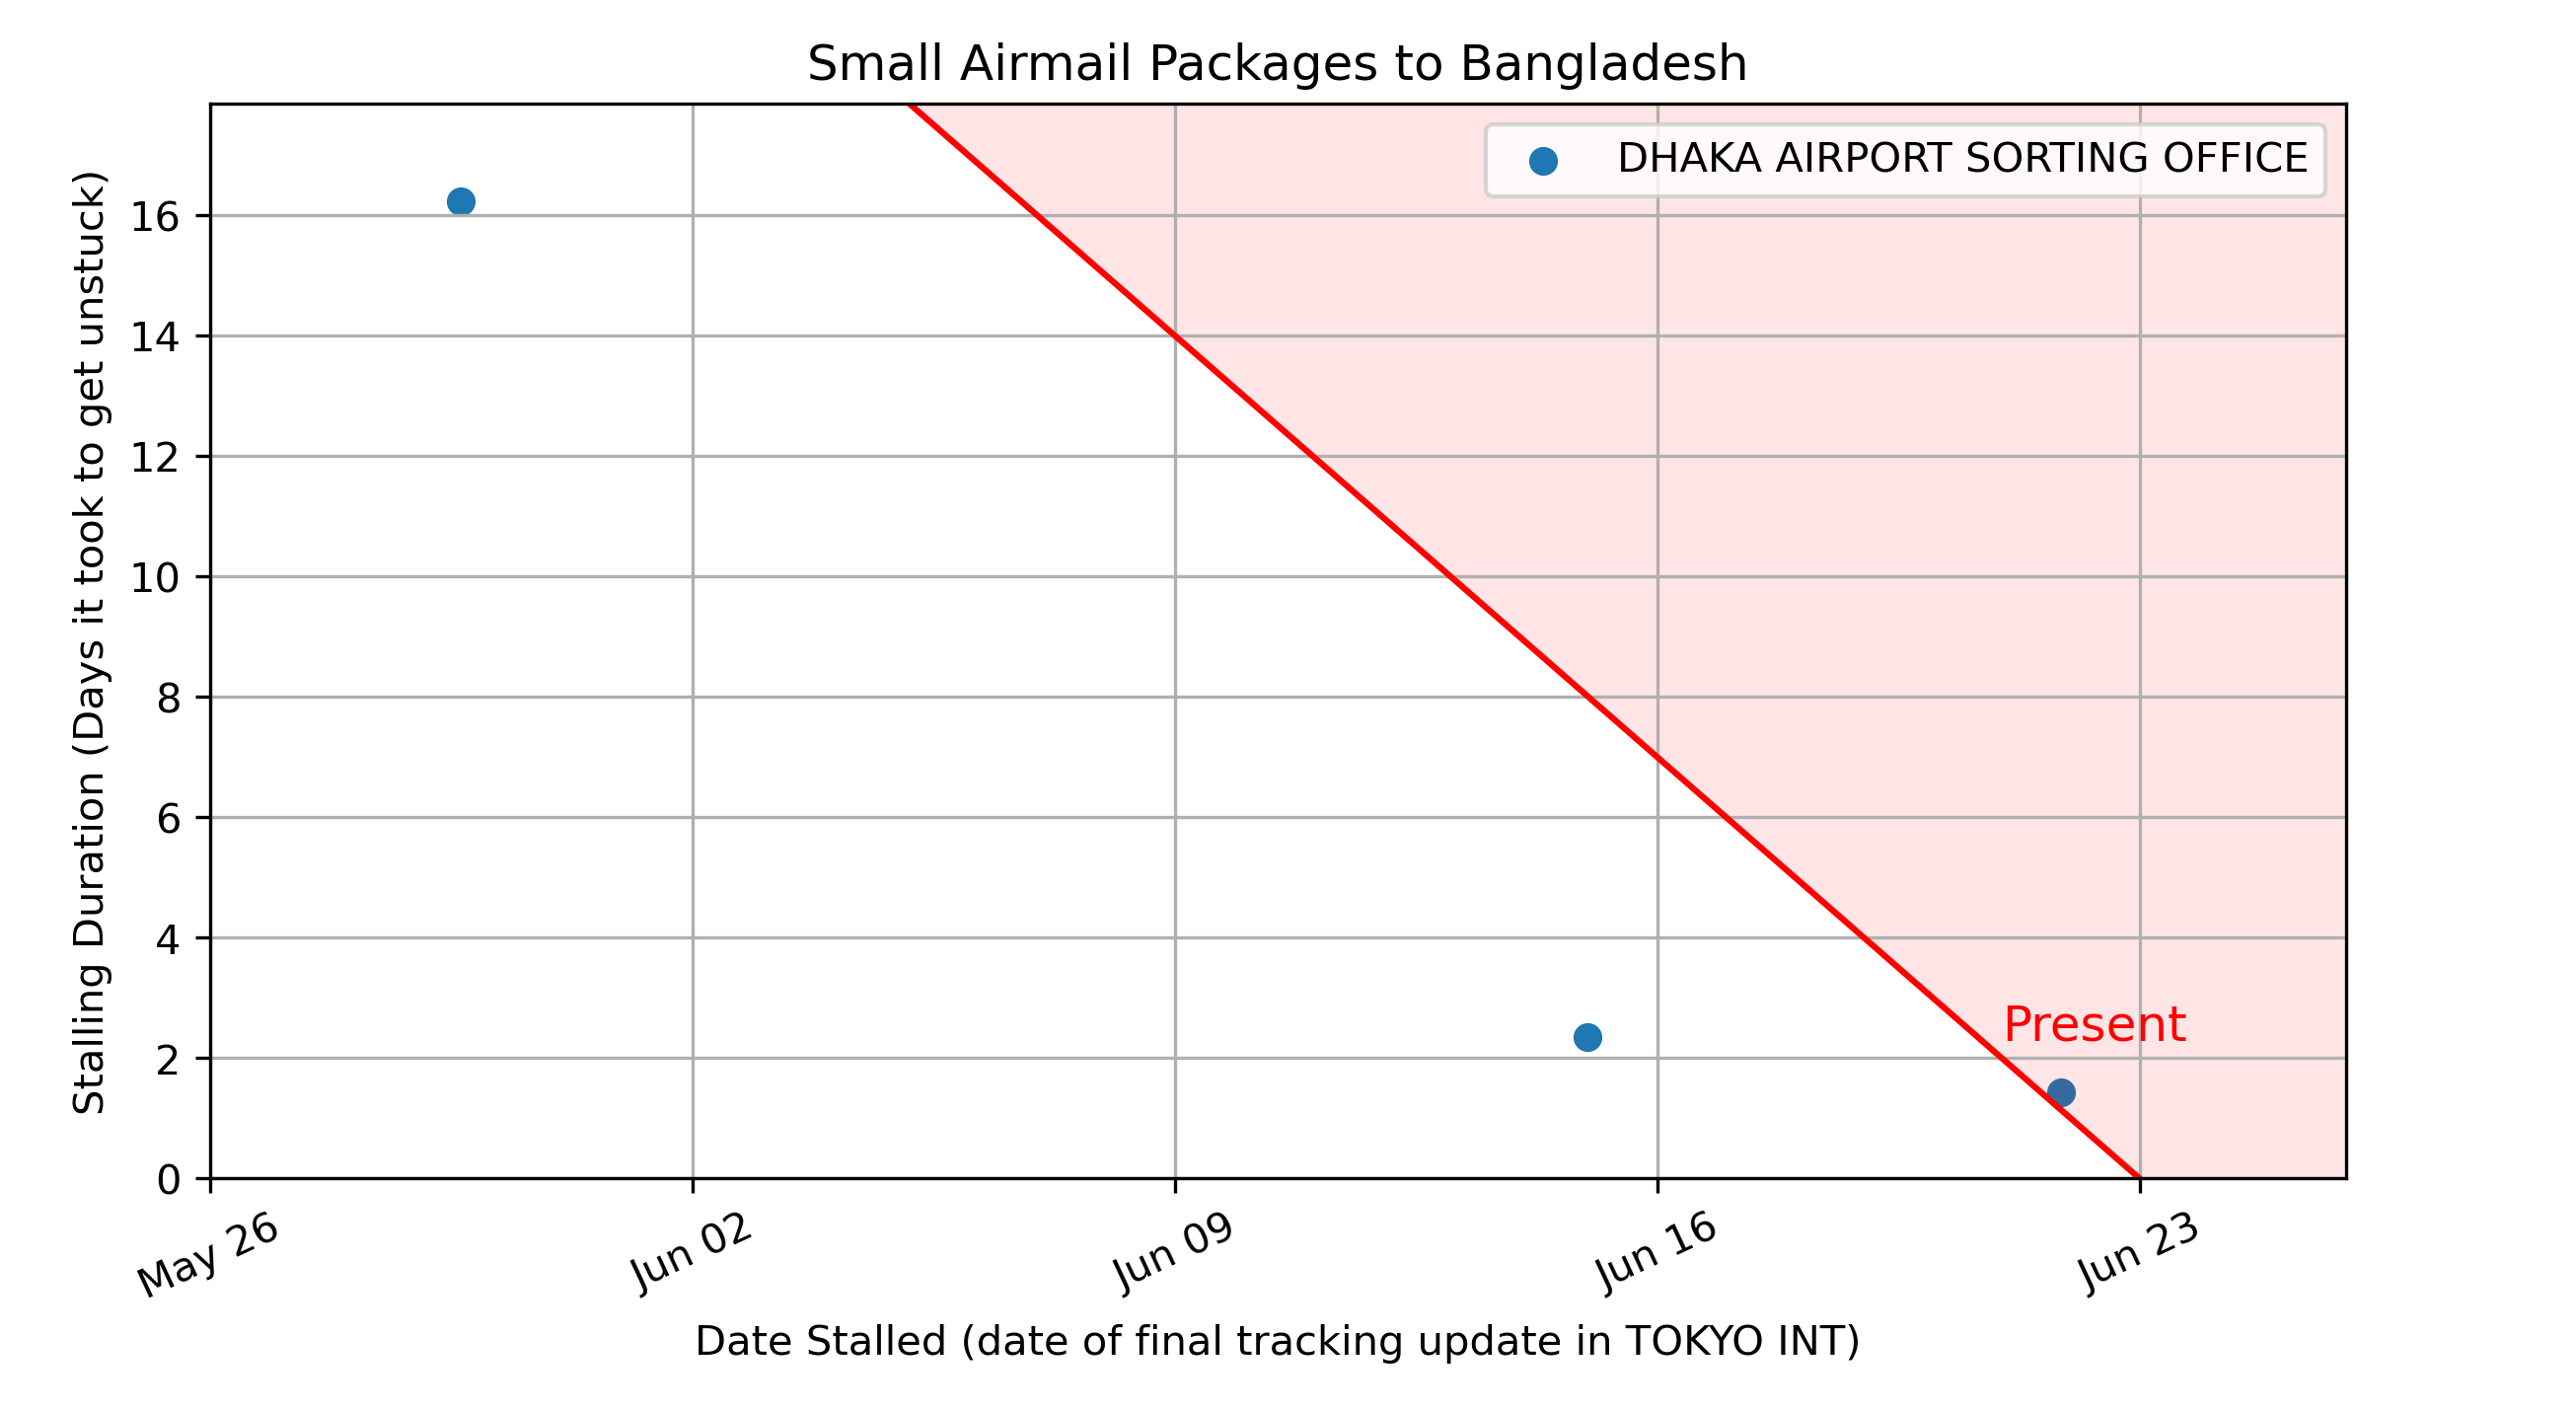 Small Airmail Packages to Bangladesh
DHAKA AIRPORT SORTING OFFICE
Stalling Duration (Days it took to get unstuck)
16
14
12
10
8
6
4
2
0
Present
May 26
Jun 02
Jun 09
Jun 16
Jun 23
Date Stalled (date of final tracking update in TOKYO INT)